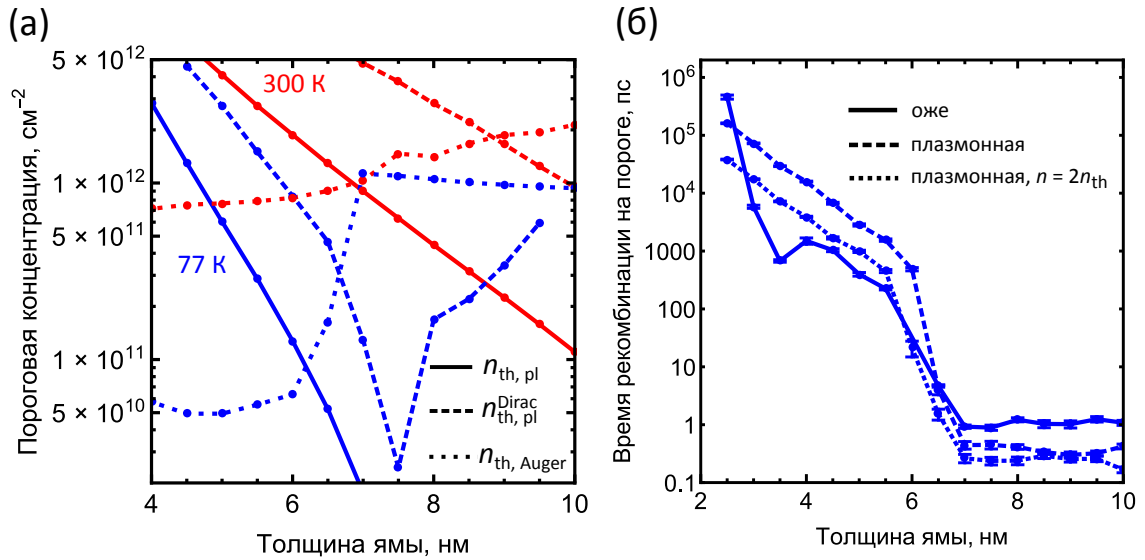 (а)
Пороговая концентрация, см⁻²
5 × 10¹²
1 × 10¹²
5 × 10¹¹
1 × 10¹¹
5 × 10¹⁰
300 К
77 К
n_th, pl
n_th, pl^Dirac
n_th, Auger
4 6 8 10
Толщина ямы, нм
(б)
Время рекомбинации на пороге, пс
10⁶
10⁵
10⁴
1000
100
10
1
0.1
оже
плазмонная
плазмонная, n = 2n_th
2 4 6 8 10
Толщина ямы, нм